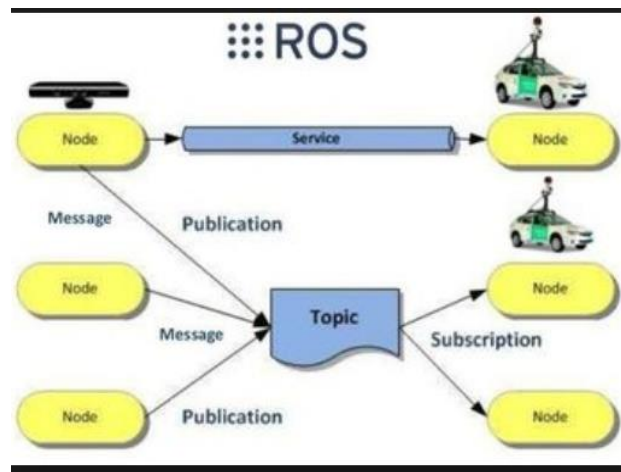 ROS
Node
Service
Node
Message
Publication
Node
Topic
Node
Message
Subscription
Node
Publication
Node